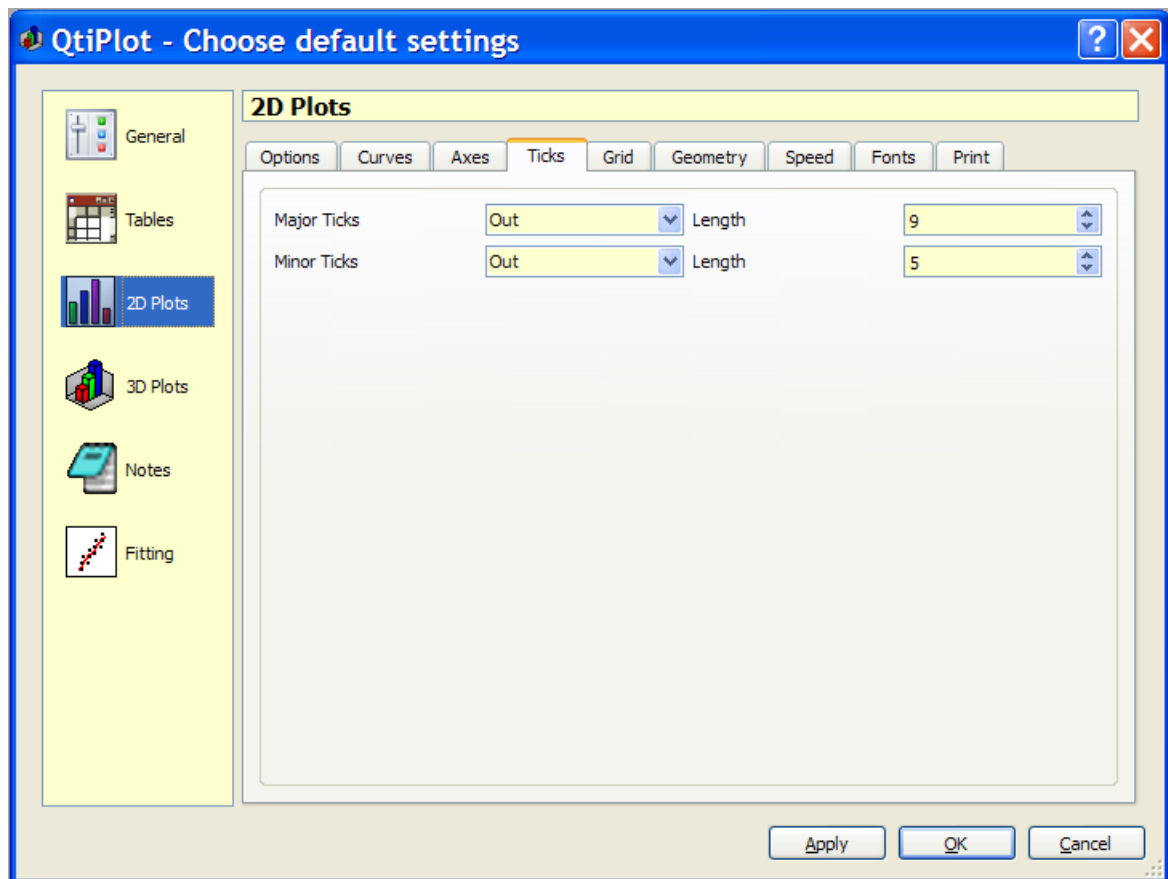 QtiPlot - Choose default settings
General
Tables
2D Plots
3D Plots
Notes
Fitting
2D Plots
Options Curves Axes Ticks Grid Geometry Speed Fonts Print
Major Ticks Out Length 9
Minor Ticks Out Length 5
Apply OK Cancel